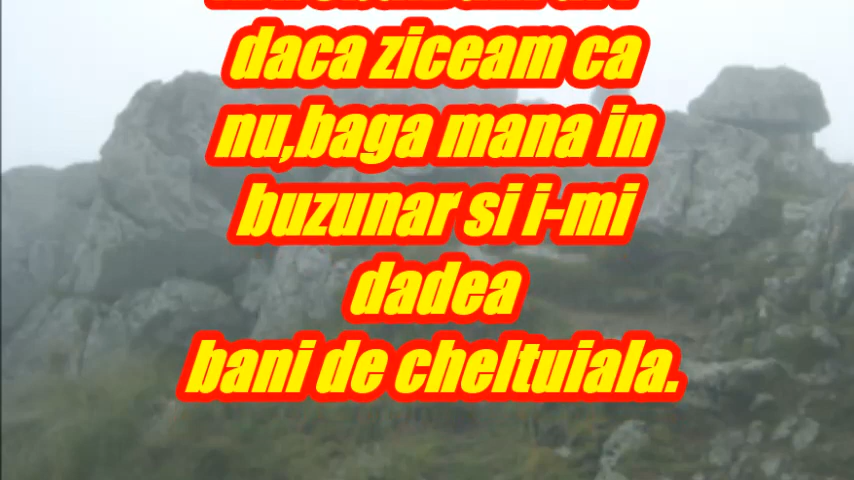 daca ziceam ca
nu,baga mana in
buzunar si i-mi
dadea
bani de cheltuiala.